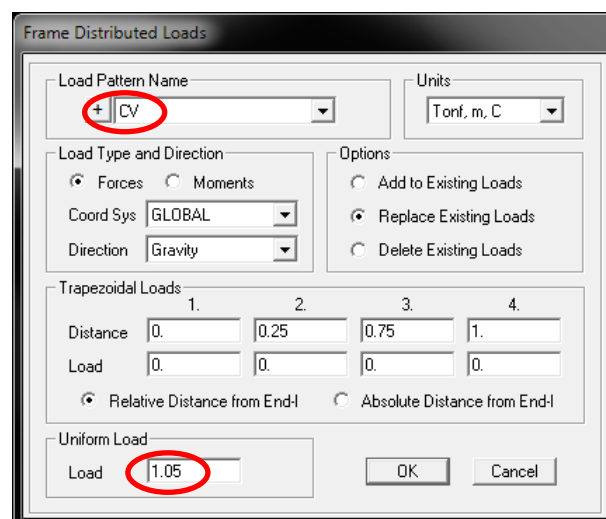 Frame Distributed Loads
Load Pattern Name
+ CV
Units
Tonf, m, C
Load Type and Direction
Forces Moments
Coord Sys GLOBAL
Direction Gravity
Options
Add to Existing Loads
Replace Existing Loads
Delete Existing Loads
Trapezoidal Loads
1. 2. 3. 4.
Distance 0. 0.25 0.75 1.
Load 0. 0. 0. 0.
Relative Distance from End-I Absolute Distance from End-I
Uniform Load
Load 1.05
OK Cancel